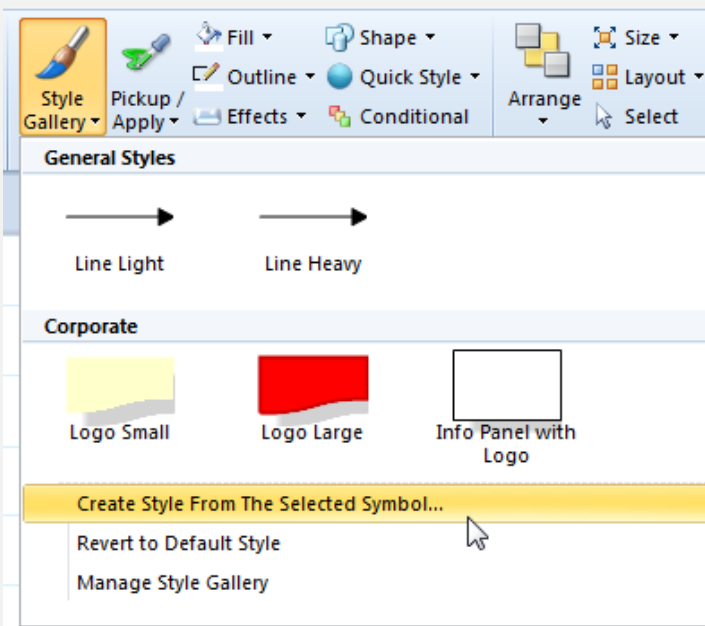 Style
Gallery
Pickup /
Apply
Fill
Outline
Effects
Shape
Quick Style
Conditional
Arrange
Size
Layout
Select
General Styles
Line Light
Line Heavy
Corporate
Logo Small
Logo Large
Info Panel with
Logo
Create Style From The Selected Symbol...
Revert to Default Style
Manage Style Gallery